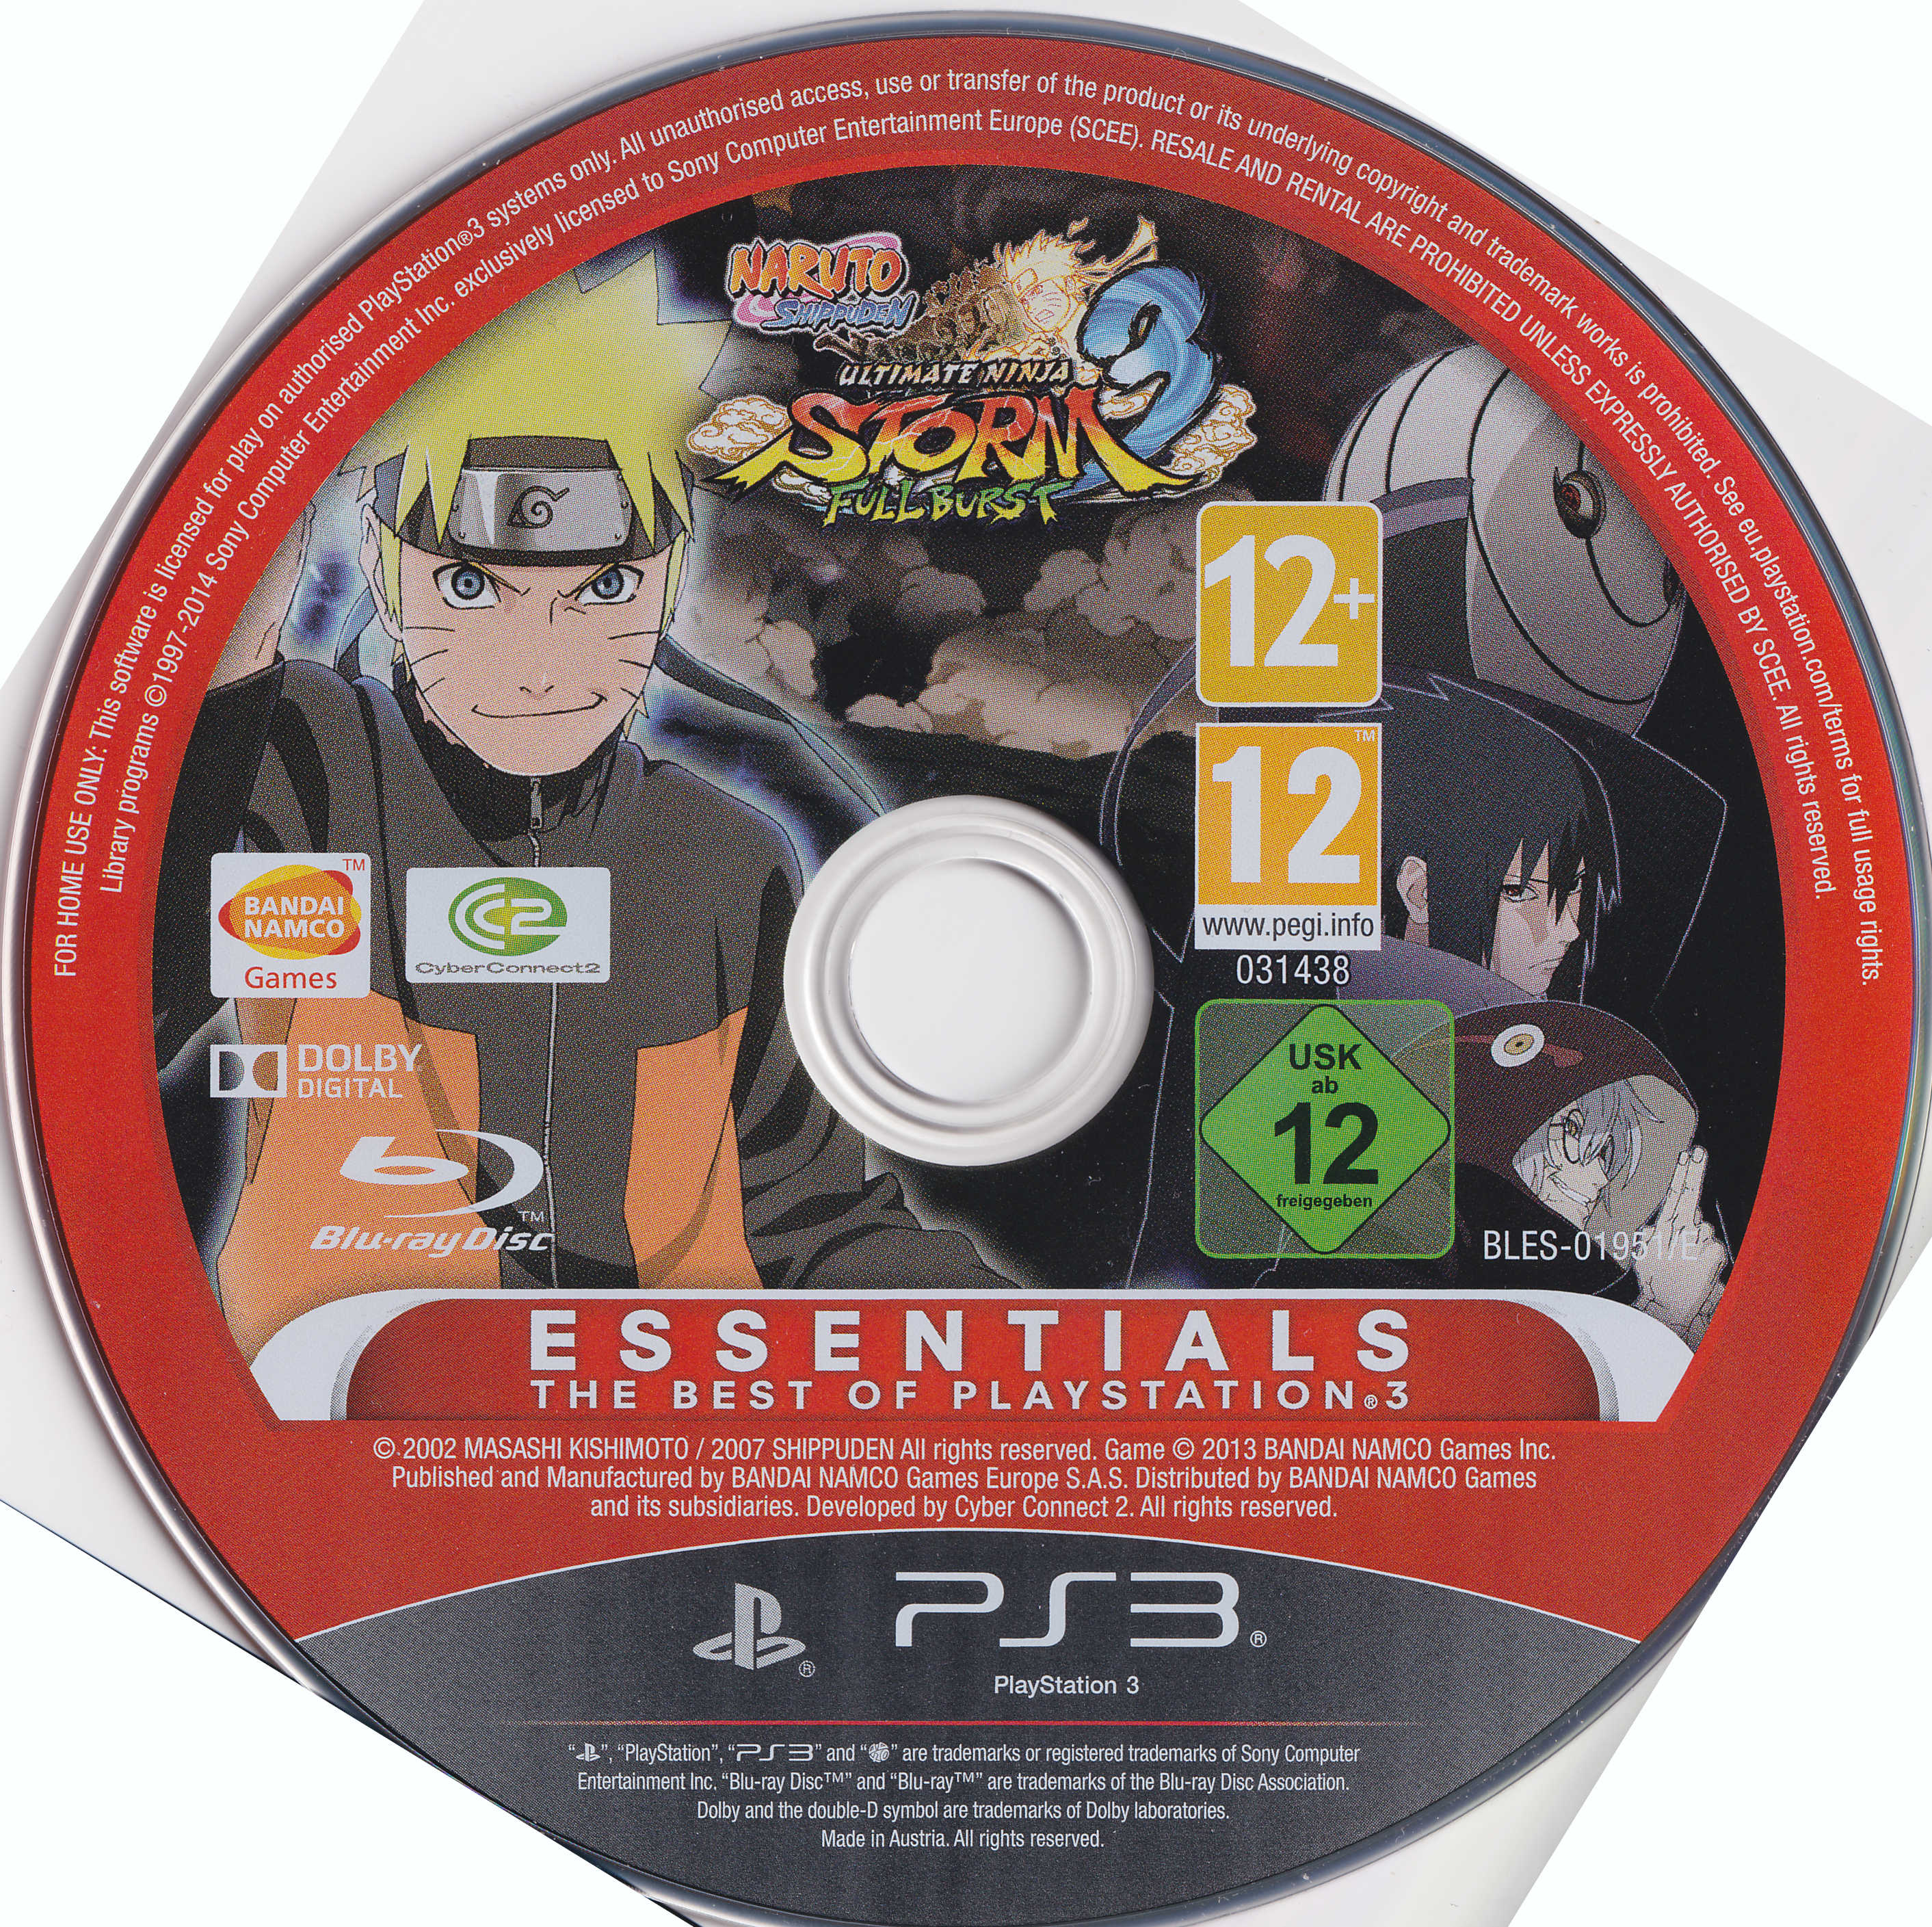 FOR HOME USE ONLY: This software is licensed for play on authorised PlayStation®3 systems only. All unauthorised access, use or transfer of the product or its underlying copyright and trademark works is prohibited. See eu.playstation.com/terms for full usage rights.
Library programs ©1997-2014 Sony Computer Entertainment Inc. exclusively licensed to Sony Computer Entertainment Europe (SCEE). RESALE AND RENTAL ARE PROHIBITED UNLESS EXPRESSLY AUTHORISED BY SCEE. All rights reserved.
NARUTO
SHIPPUDEN
ULTIMATE NINJA
STORM 3
FULL BURST
12+
12™
www.pegi.info
031438
BANDAI
NAMCO
Games
TM
CC2
CyberConnect2
DOLBY
DIGITAL
USK
ab
12
freigegeben
Blu-ray Disc™
BLES-01951/E
ESSENTIALS
THE BEST OF PLAYSTATION®3
© 2002 MASASHI KISHIMOTO / 2007 SHIPPUDEN All rights reserved. Game © 2013 BANDAI NAMCO Games Inc.
Published and Manufactured by BANDAI NAMCO Games Europe S.A.S. Distributed by BANDAI NAMCO Games
and its subsidiaries. Developed by Cyber Connect 2. All rights reserved.
PS3®
PlayStation 3
“ ”, “PlayStation”, “PS3” and “ ” are trademarks or registered trademarks of Sony Computer
Entertainment Inc. “Blu-ray Disc™” and “Blu-ray™” are trademarks of the Blu-ray Disc Association.
Dolby and the double-D symbol are trademarks of Dolby laboratories.
Made in Austria. All rights reserved.